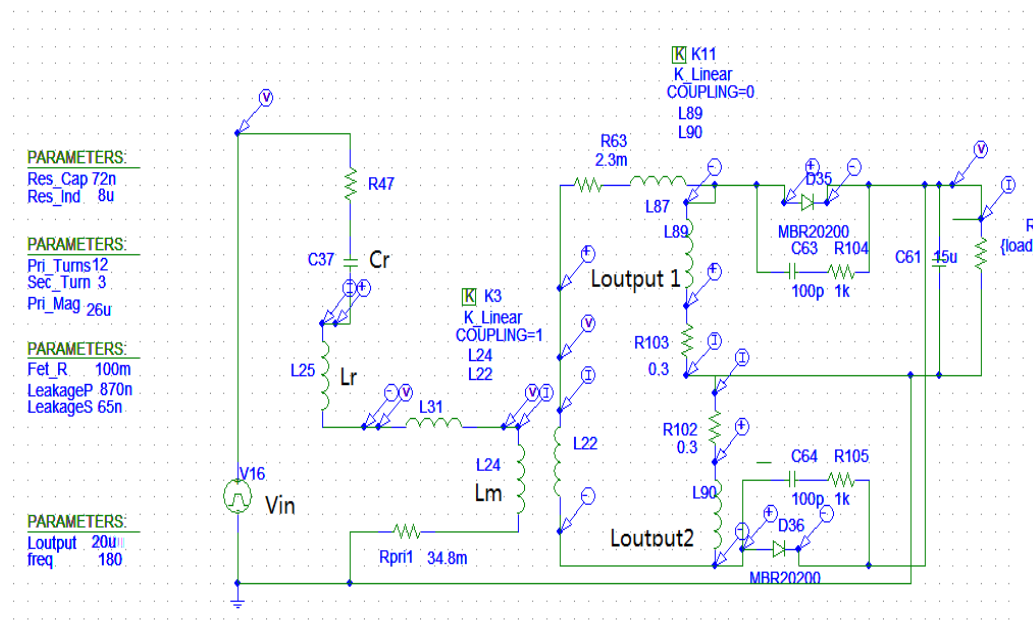 K K11
K_Linear
COUPLING=0
L89
L90
V
R63
2.3m
PARAMETERS:
Res_Cap 72n
Res_Ind 8u
R47
L87
D35
V
I
MBR20200
L89
C63 R104
100p 1k
C61 15u
R
{load
PARAMETERS:
Pri_Turns 12
Sec_Turn 3
Pri_Mag 26u
C37 Cr
Loutput 1
K K3
K_Linear
COUPLING=1
L24
L22
I
V
I
R103
0.3
I
I
PARAMETERS:
Fet_R 100m
LeakageP 870n
LeakageS 65n
L25 Lr
V
L31
V I
R102
0.3
L22
L24
Lm
C64 R105
100p 1k
L90
V16
Vin
PARAMETERS:
Loutput 20u
freq 180
Rpri1 34.8m
Loutput2
D36
MBR20200